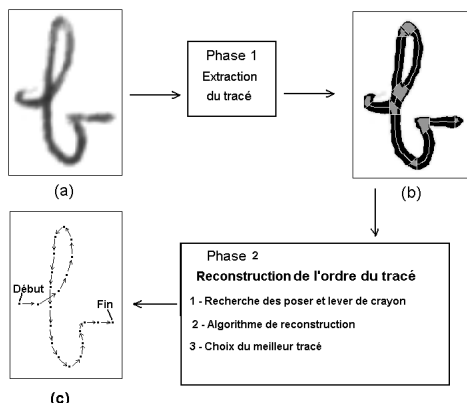 Phase 1
Extraction
du tracé
(a)
(b)
Phase 2
Reconstruction de l'ordre du tracé
1 - Recherche des poser et lever de crayon
2 - Algorithme de reconstruction
3 - Choix du meilleur tracé
Début
Fin
(c)